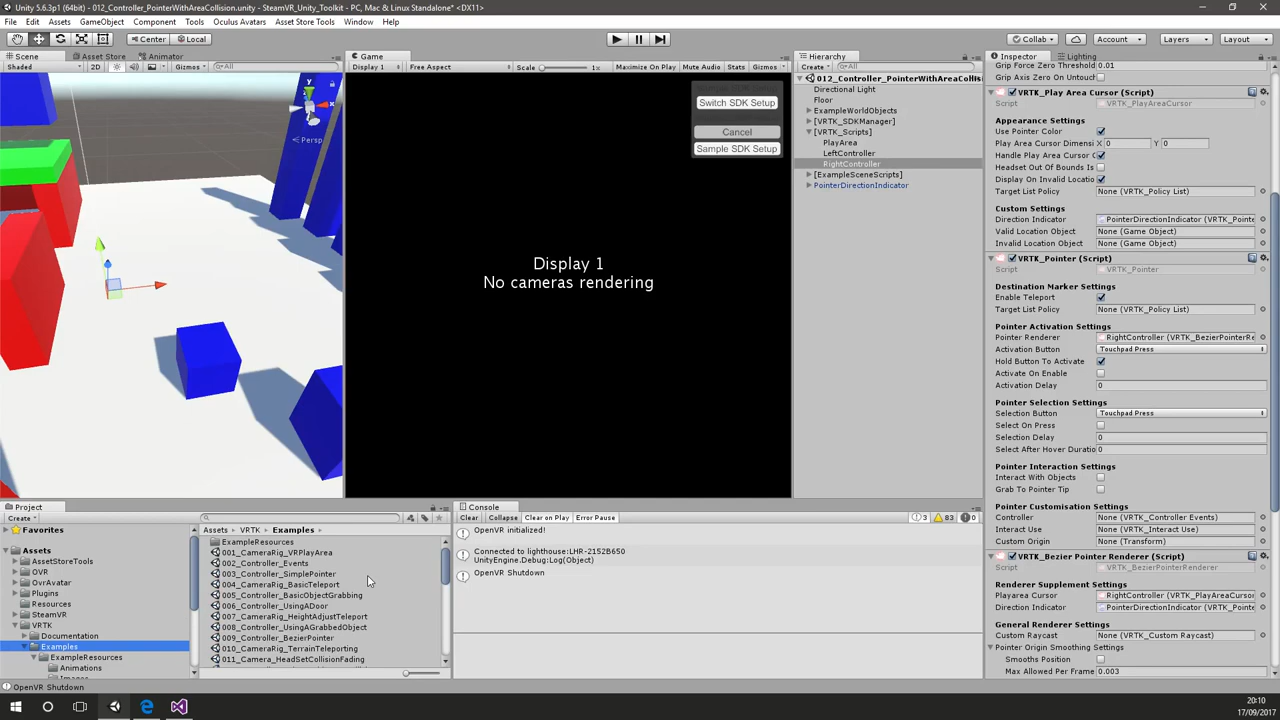 Unity 5.6.3p1 (64bit) - 012_Controller_PointerWithAreaCollision.unity - SteamVR_Unity_Toolkit - PC, Mac & Linux Standalone* <DX11>
File Edit Assets GameObject Component Tools Oculus Avatars Asset Store Tools Window Help
Center Local
Collab Account Layers Layout
Scene Asset Store Animator
Shaded 2D Gizmos All
y
x
Persp
Game
Display 1 Free Aspect Scale 1x Maximize On Play Mute Audio Stats Gizmos
Switch SDK Setup
Cancel
Sample SDK Setup
Display 1
No cameras rendering
Hierarchy
Create All
012_Controller_PointerWithAreaCollis
Directional Light
Floor
ExampleWorldObjects
[VRTK_SDKManager]
[VRTK_Scripts]
PlayArea
LeftController
RightController
[ExampleSceneScripts]
PointerDirectionIndicator
Inspector Lighting
Grip Force Zero Threshold 0.01
Grip Axis Zero On Untouch
VRTK_Play Area Cursor (Script)
Script VRTK_PlayAreaCursor
Appearance Settings
Use Pointer Color
Play Area Cursor Dimensi X 0 Y 0
Handle Play Area Cursor C
Headset Out Of Bounds Is
Display On Invalid Locatio
Target List Policy None (VRTK_Policy List)
Custom Settings
Direction Indicator PointerDirectionIndicator (VRTK_Pointe
Valid Location Object None (Game Object)
Invalid Location Object None (Game Object)
VRTK_Pointer (Script)
Script VRTK_Pointer
Destination Marker Settings
Enable Teleport
Target List Policy None (VRTK_Policy List)
Pointer Activation Settings
Pointer Renderer RightController (VRTK_BezierPointerRe
Activation Button Touchpad Press
Hold Button To Activate
Activate On Enable
Activation Delay 0
Pointer Selection Settings
Selection Button Touchpad Press
Select On Press
Selection Delay 0
Select After Hover Duratio 0
Pointer Interaction Settings
Interact With Objects
Grab To Pointer Tip
Pointer Customisation Settings
Controller None (VRTK_Controller Events)
Interact Use None (VRTK_Interact Use)
Custom Origin None (Transform)
VRTK_Bezier Pointer Renderer (Script)
Script VRTK_BezierPointerRenderer
Renderer Supplement Settings
Playarea Cursor RightController (VRTK_PlayAreaCursor
Direction Indicator PointerDirectionIndicator (VRTK_Pointe
General Renderer Settings
Custom Raycast None (VRTK_Custom Raycast)
Pointer Origin Smoothing Settings
Smooths Position
Max Allowed Per Frame 0.003
Project
Create
Favorites
Assets
AssetStoreTools
OVR
OvrAvatar
Plugins
Resources
SteamVR
VRTK
Documentation
Examples
ExampleResources
Animations
Assets VRTK Examples
ExampleResources
001_CameraRig_VRPlayArea
002_Controller_Events
003_Controller_SimplePointer
004_CameraRig_BasicTeleport
005_Controller_BasicObjectGrabbing
006_Controller_UsingADoor
007_CameraRig_HeightAdjustTeleport
008_Controller_UsingAGrabbedObject
009_Controller_BezierPointer
010_CameraRig_TerrainTeleporting
011_Camera_HeadSetCollisionFading
Console
Clear Collapse Clear on Play Error Pause 3 83 0
OpenVR initialized!
Connected to lighthouse:LHR-2152B650
UnityEngine.Debug:Log(Object)
OpenVR Shutdown
OpenVR Shutdown
20:10
17/09/2017